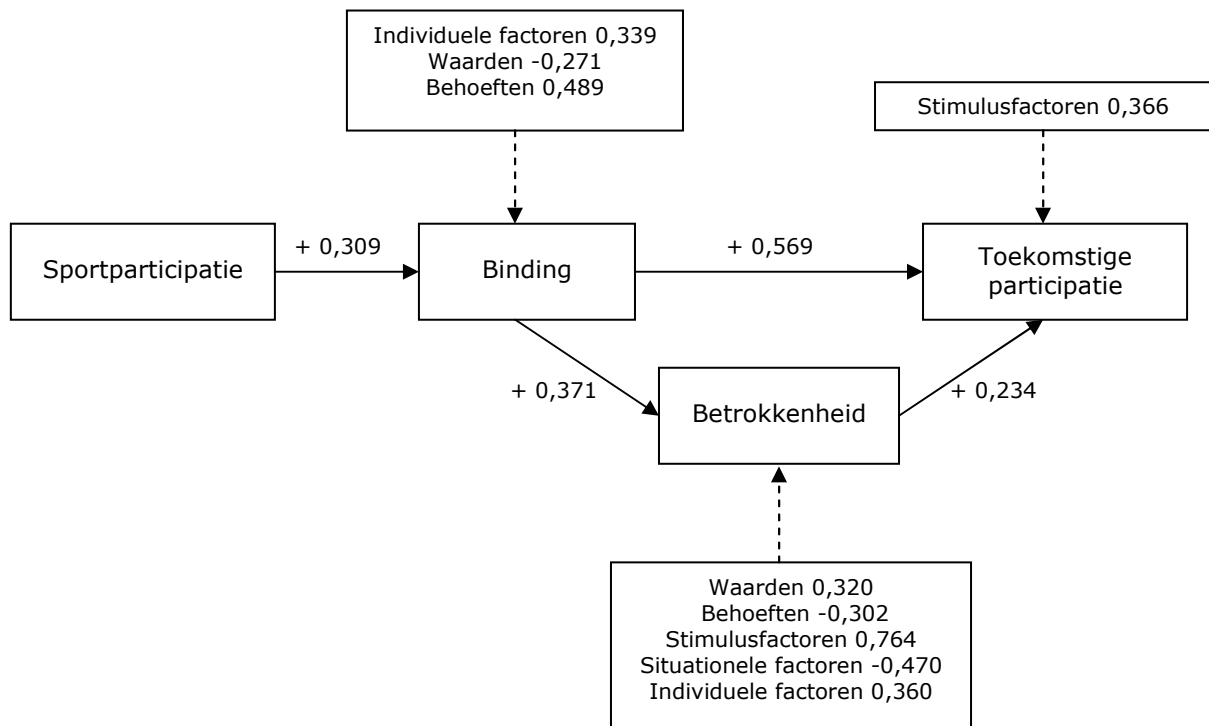 Individuele factoren 0,339
Waarden -0,271
Behoeften 0,489
Stimulusfactoren 0,366
Sportparticipatie
+ 0,309
Binding
+ 0,569
Toekomstige
participatie
+ 0,371
Betrokkenheid
+ 0,234
Waarden 0,320
Behoeften -0,302
Stimulusfactoren 0,764
Situationele factoren -0,470
Individuele factoren 0,360